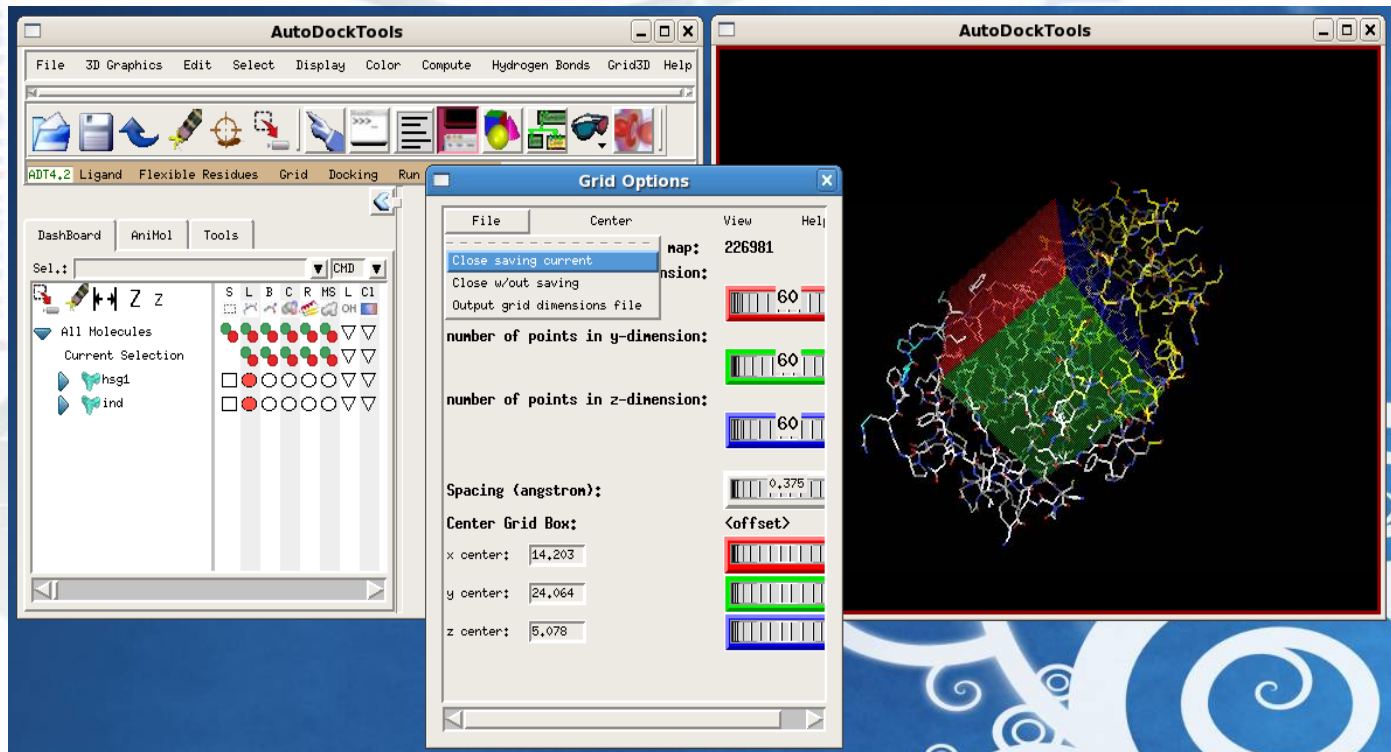 AutoDockTools
File 3D Graphics Edit Select Display Color Compute Hydrogen Bonds Grid3D Help
>>>_
ADT4.2 Ligand Flexible Residues Grid Docking Run
DashBoard AniMol Tools
Sel.: CMD
Z z S L B C R MS L Cl
OH
All Molecules
Current Selection
hsg1
ind
Grid Options
File Center View Hel
map: 226981
Close saving current
nsion:
Close w/out saving
60
Output grid dimensions file
number of points in y-dimension:
60
number of points in z-dimension:
60
Spacing (angstrom): 0.375
Center Grid Box: <offset>
x center: 14.203
y center: 24.064
z center: 5.078
AutoDockTools